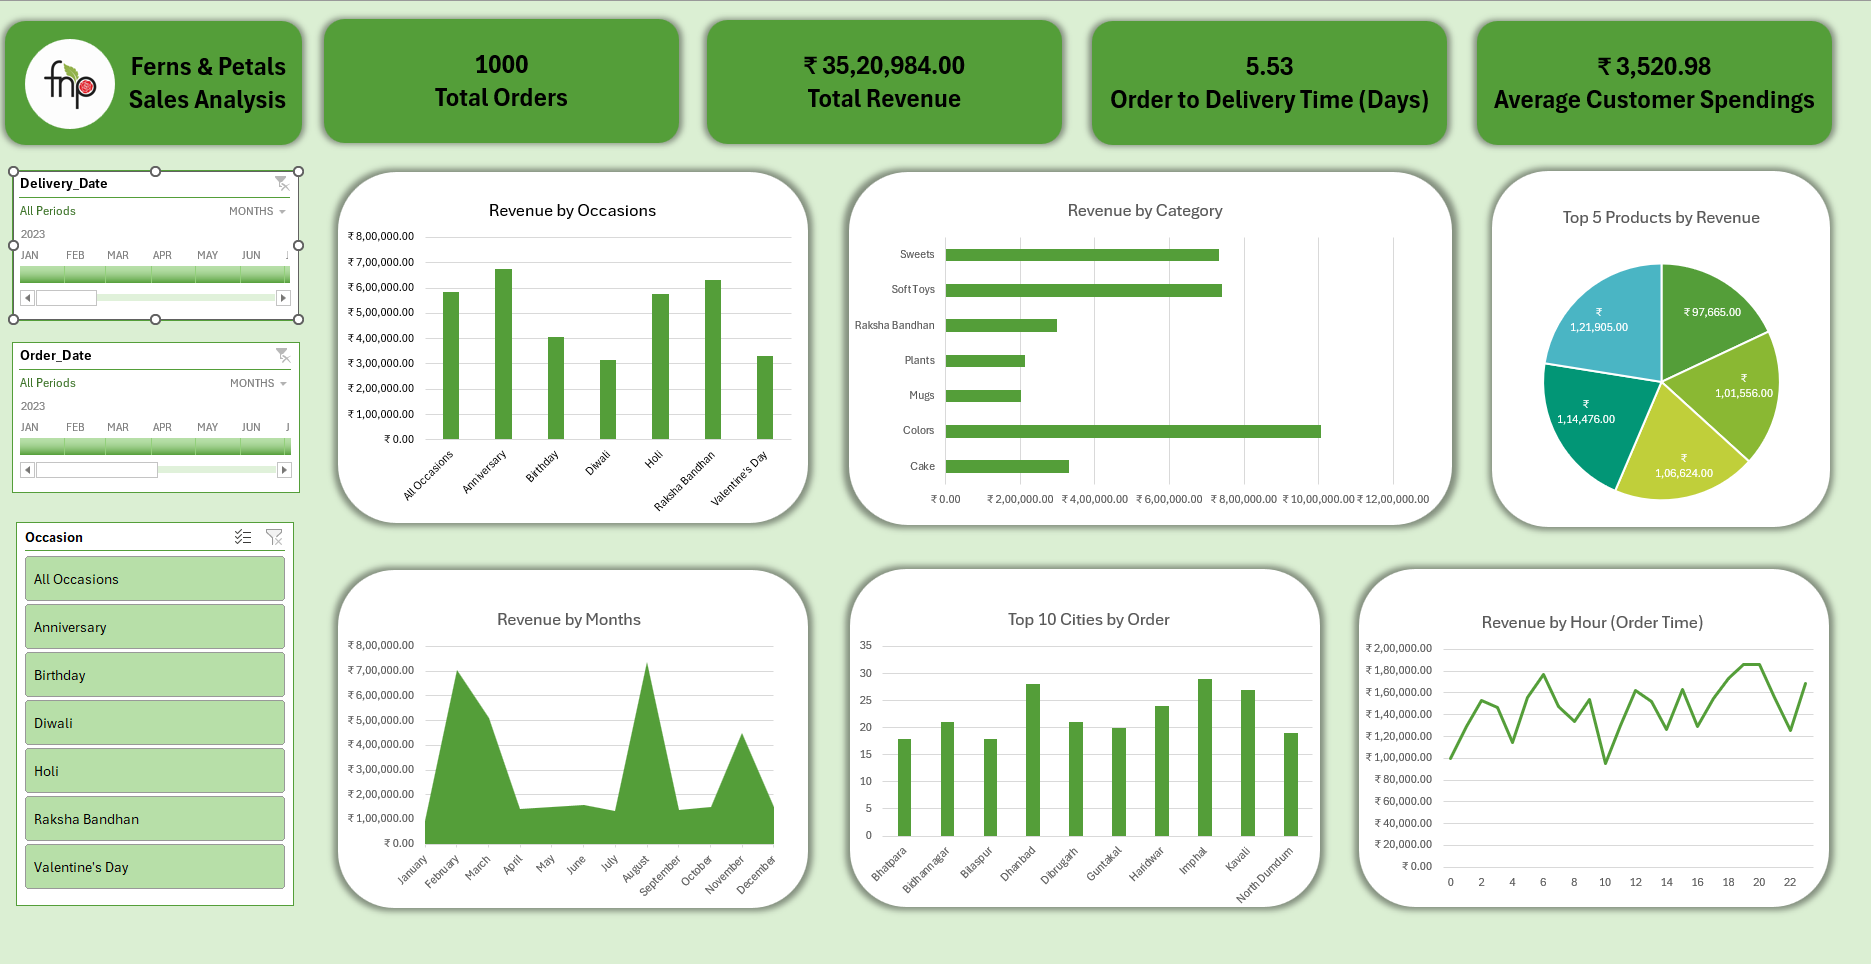 fnp
Ferns & Petals
Sales Analysis
1000
Total Orders
₹ 35,20,984.00
Total Revenue
5.53
Order to Delivery Time (Days)
₹ 3,520.98
Average Customer Spendings
Delivery_Date
All Periods
MONTHS
2023
JAN FEB MAR APR MAY JUN J
Order_Date
All Periods
MONTHS
2023
JAN FEB MAR APR MAY JUN J
Occasion
All Occasions
Anniversary
Birthday
Diwali
Holi
Raksha Bandhan
Valentine's Day
Revenue by Occasions
₹ 8,00,000.00
₹ 7,00,000.00
₹ 6,00,000.00
₹ 5,00,000.00
₹ 4,00,000.00
₹ 3,00,000.00
₹ 2,00,000.00
₹ 1,00,000.00
₹ 0.00
All Occasions Anniversary Birthday Diwali Holi Raksha Bandhan Valentine's Day
Revenue by Category
Sweets
Soft Toys
Raksha Bandhan
Plants
Mugs
Colors
Cake
₹ 0.00 ₹ 2,00,000.00 ₹ 4,00,000.00 ₹ 6,00,000.00 ₹ 8,00,000.00 ₹ 10,00,000.00 ₹ 12,00,000.00
Top 5 Products by Revenue
₹ 97,665.00
₹
1,21,905.00
₹
1,01,556.00
₹
1,14,476.00
₹
1,06,624.00
Revenue by Months
₹ 8,00,000.00
₹ 7,00,000.00
₹ 6,00,000.00
₹ 5,00,000.00
₹ 4,00,000.00
₹ 3,00,000.00
₹ 2,00,000.00
₹ 1,00,000.00
₹ 0.00
January February March April May June July August September October November December
Top 10 Cities by Order
35
30
25
20
15
10
5
0
Bhatpara Bidhannagar Bilaspur Dhanbad Dibrugarh Guntakal Haridwar Imphal Kavali North Dumdum
Revenue by Hour (Order Time)
₹ 2,00,000.00
₹ 1,80,000.00
₹ 1,60,000.00
₹ 1,40,000.00
₹ 1,20,000.00
₹ 1,00,000.00
₹ 80,000.00
₹ 60,000.00
₹ 40,000.00
₹ 20,000.00
₹ 0.00
0 2 4 6 8 10 12 14 16 18 20 22